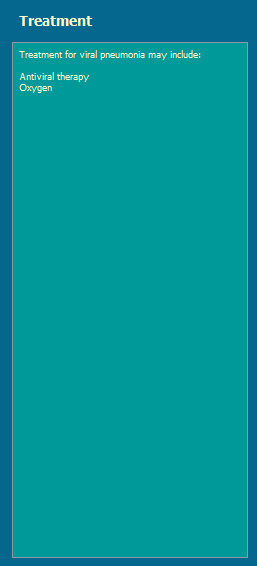 Treatment
Treatment for viral pneumonia may include:
Antiviral therapy
Oxygen